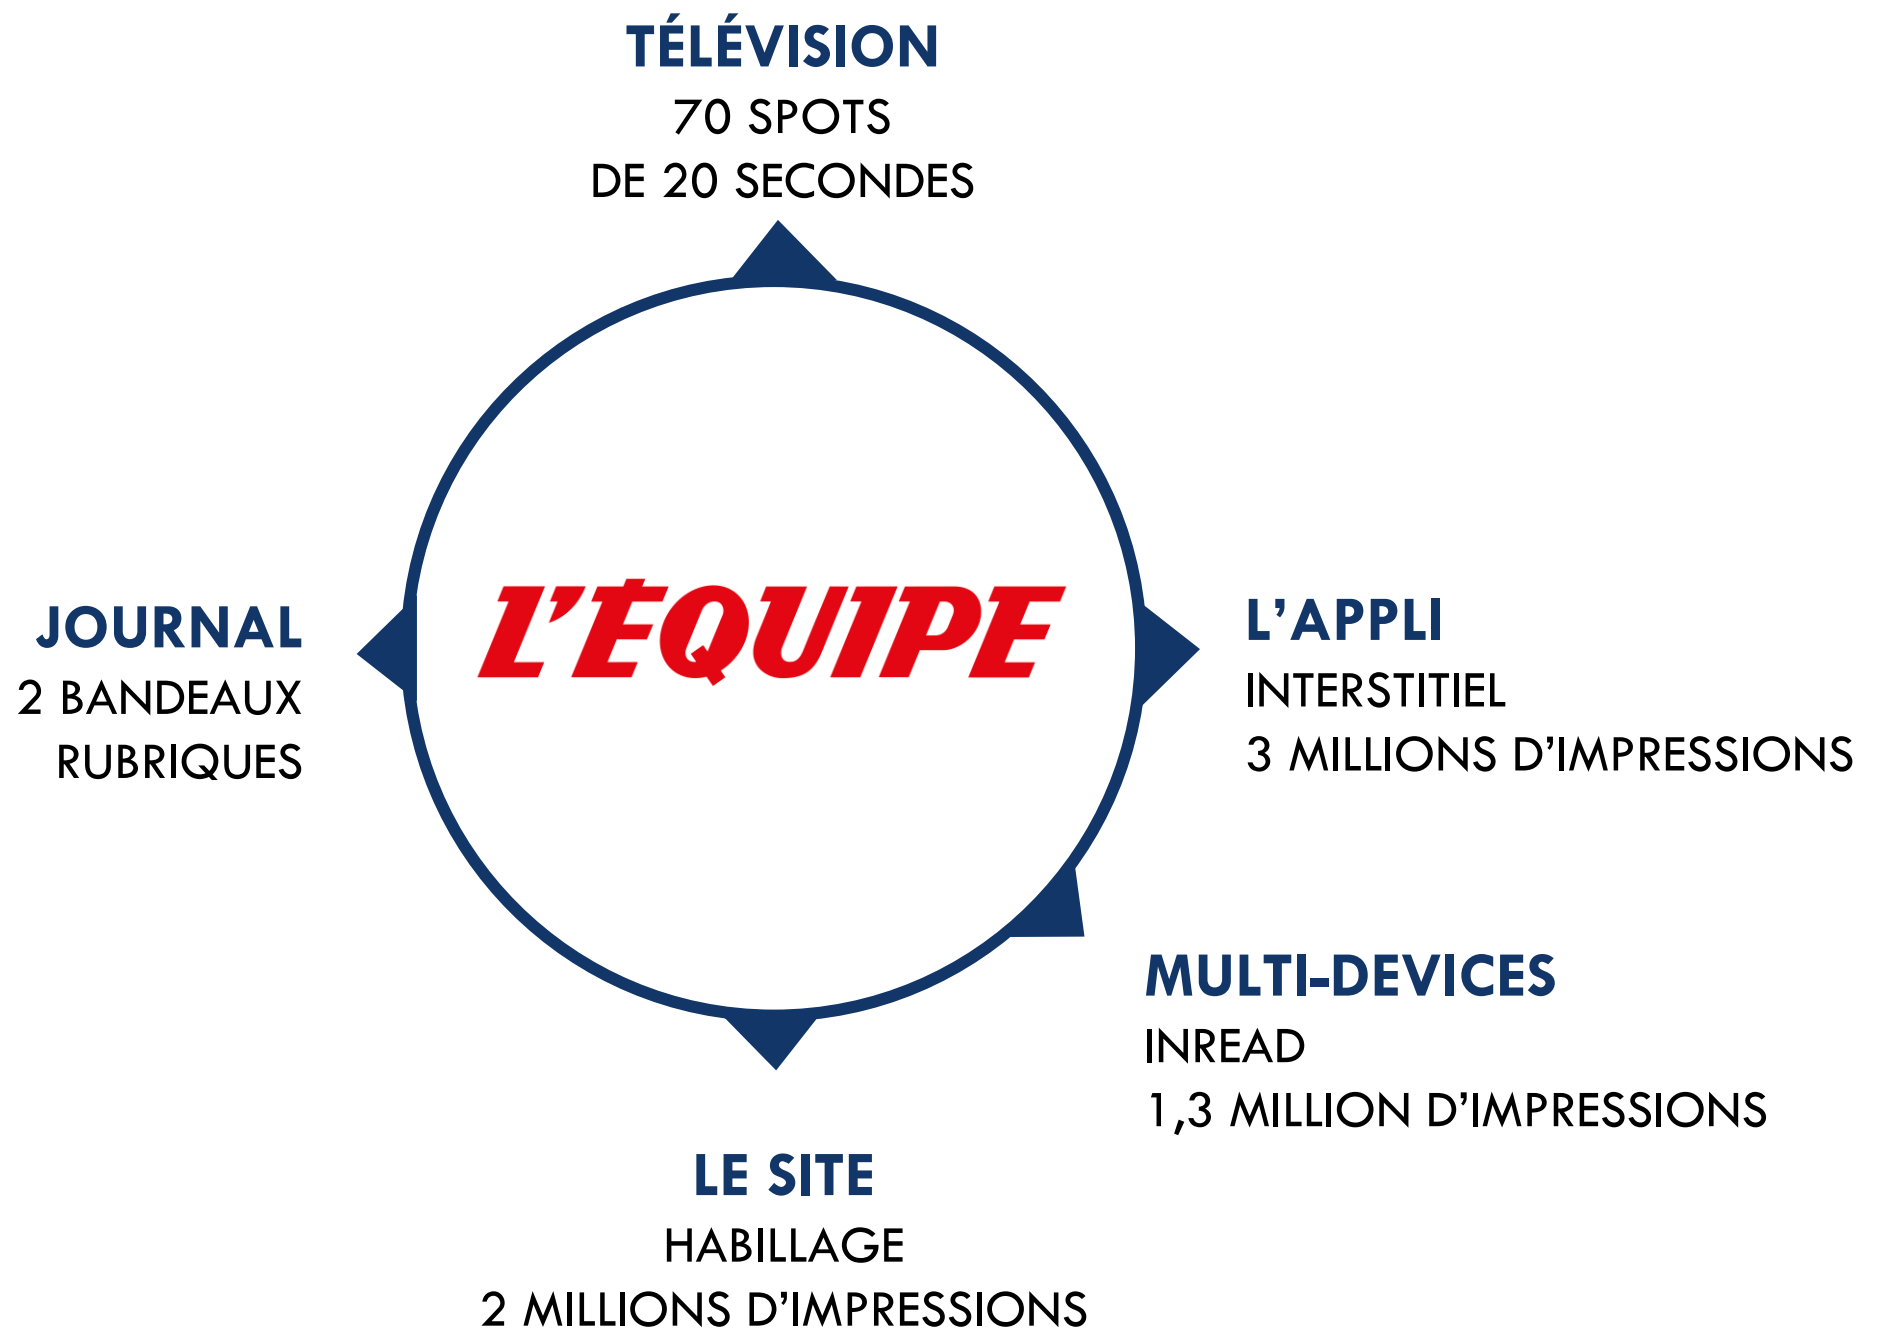 TÉLÉVISION
70 SPOTS
DE 20 SECONDES
L'ÉQUIPE
JOURNAL
2 BANDEAUX
RUBRIQUES
L'APPLI
INTERSTITIEL
3 MILLIONS D'IMPRESSIONS
MULTI-DEVICES
INREAD
1,3 MILLION D'IMPRESSIONS
LE SITE
HABILLAGE
2 MILLIONS D'IMPRESSIONS